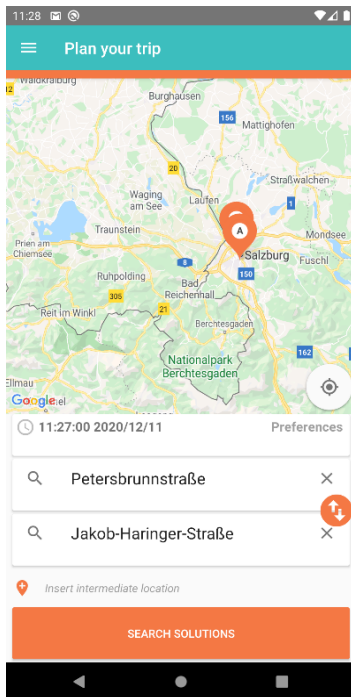 11:28
Plan your trip
Waldkraiburg
12
Burghausen
156
Mattighofen
20
Straßwalchen
Waging
am See
Laufen
1
Traunstein
A
Mondsee
Prien am
Chiemsee
8
Salzburg
Fuschl
Ruhpolding
Bad
Reichenhall
150
305
21
Reit im Winkl
Berchtesgaden
162
Nationalpark
Berchtesgaden
Ellmau
Google
el
11:27:00 2020/12/11 Preferences
Petersbrunnstraße
Jakob-Haringer-Straße
Insert intermediate location
SEARCH SOLUTIONS